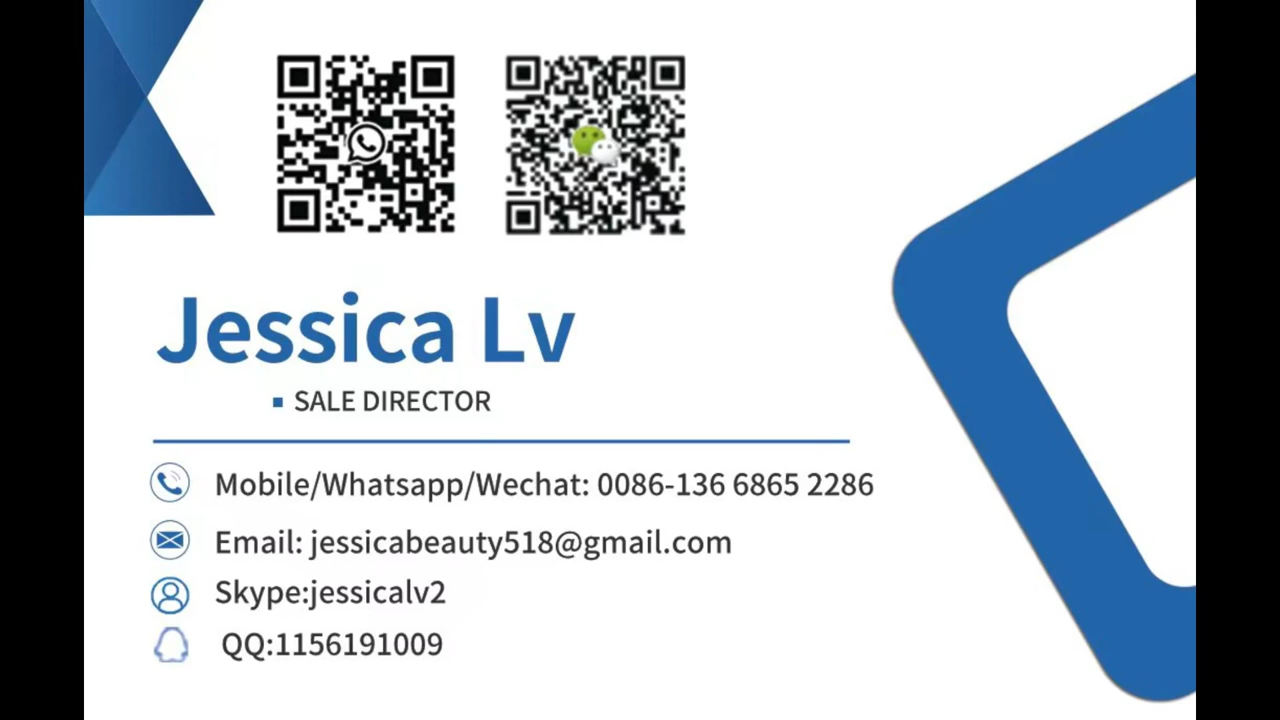 Jessica Lv
SALE DIRECTOR
Mobile/Whatsapp/Wechat: 0086-136 6865 2286
Email: jessicabeauty518@gmail.com
Skype:jessicalv2
QQ:1156191009